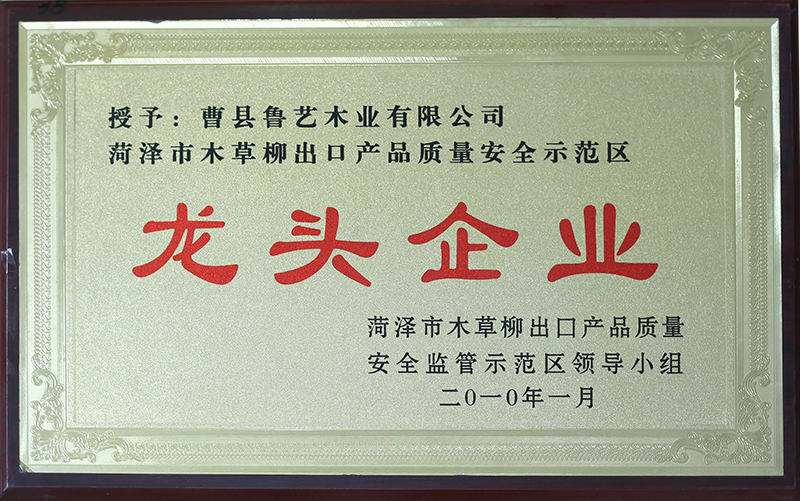 授予：曹县鲁艺木业有限公司
菏泽市木草柳出口产品质量安全示范区
龙头企业
菏泽市木草柳出口产品质量
安全监管示范区领导小组
二〇一〇年一月